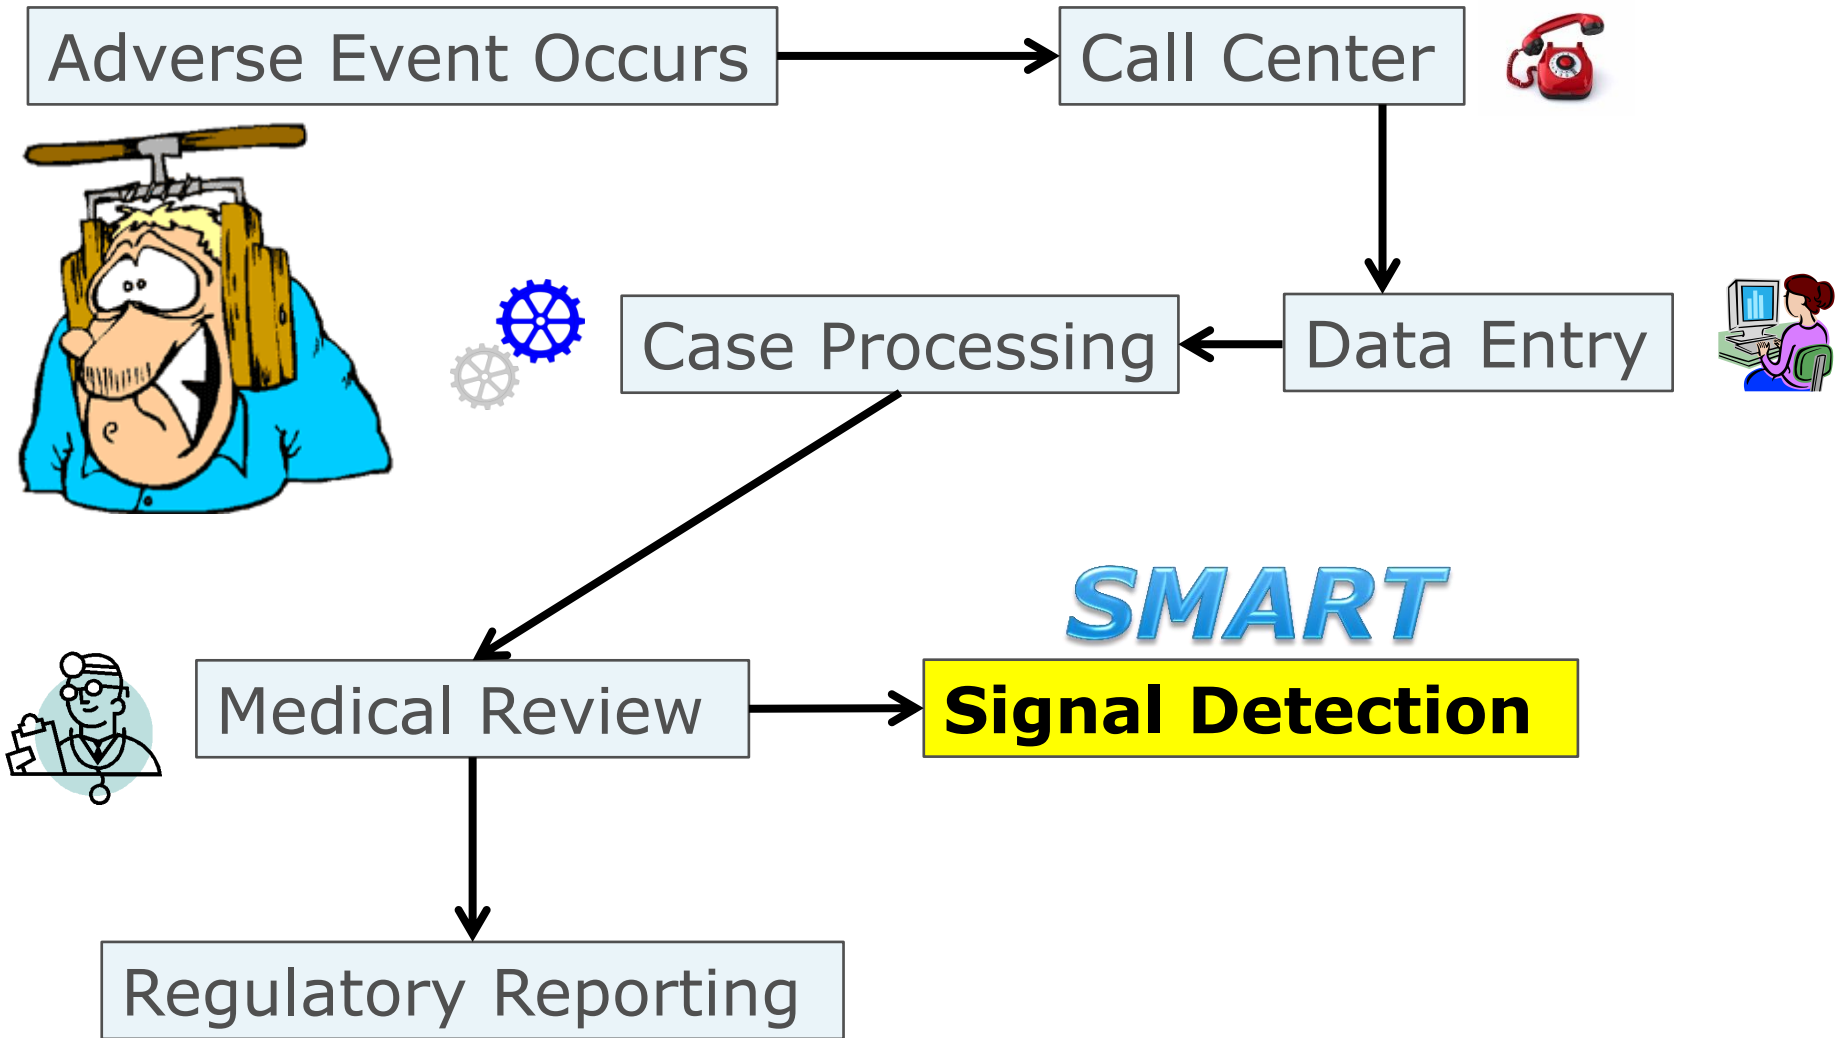 Adverse Event Occurs
Call Center
Case Processing
Data Entry
SMART
Medical Review
Signal Detection
Regulatory Reporting